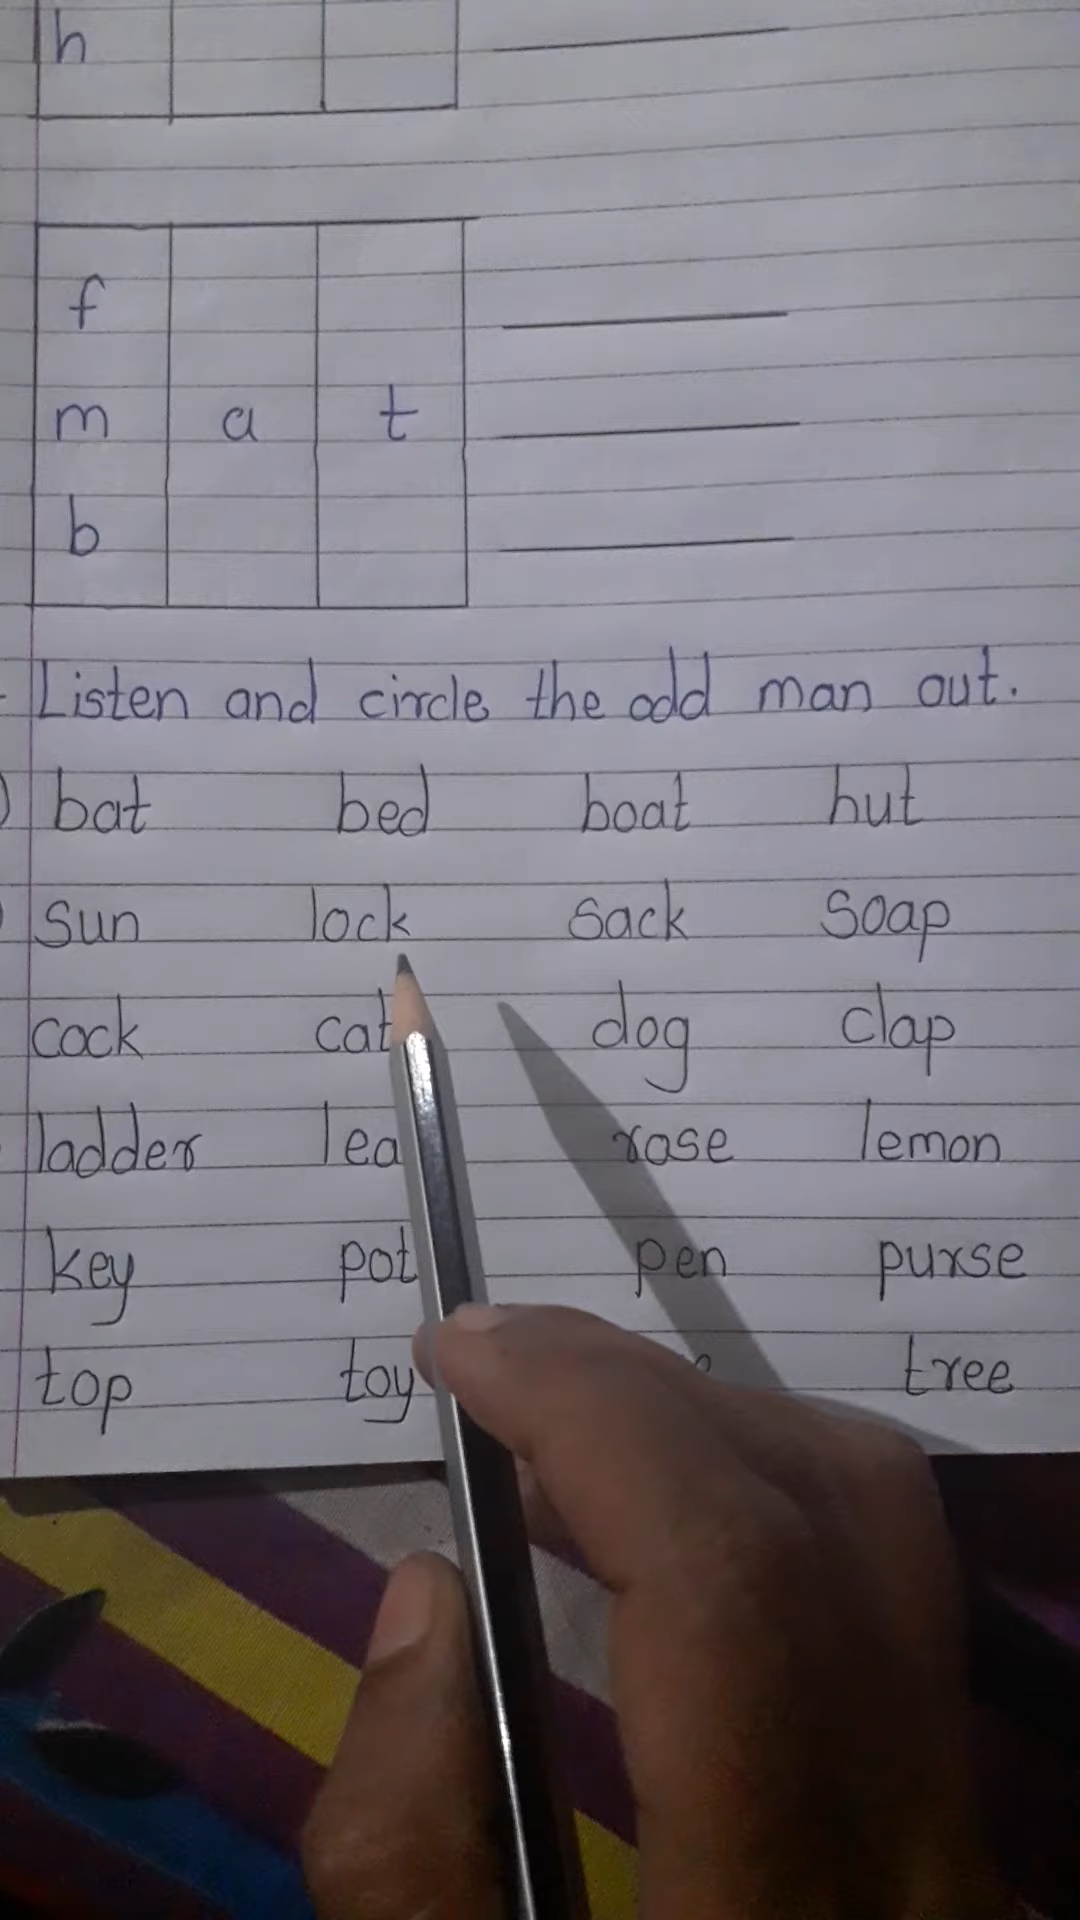 h
f
m a t
b
Listen and circle the odd man out.
bat bed boat hut
sun lock sack soap
cock cat dog clap
ladder rose lemon
key pot pen purse
top toy tree